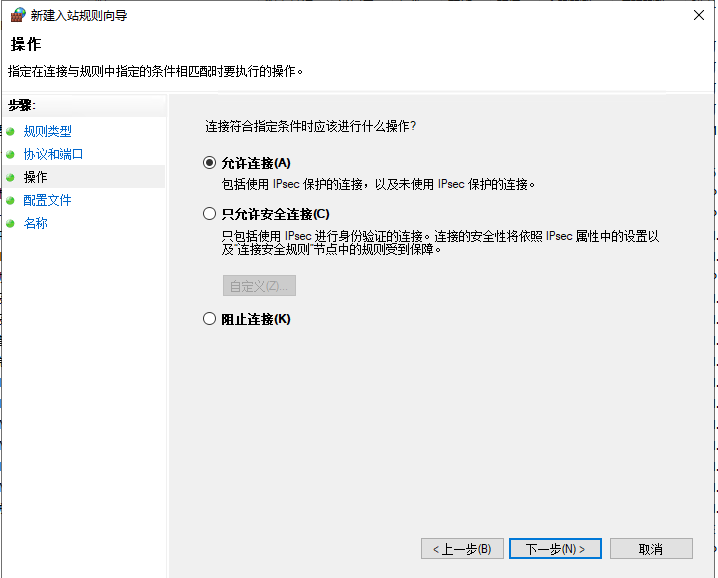 新建入站规则向导
操作
指定在连接与规则中指定的条件相匹配时要执行的操作。
步骤:
规则类型
协议和端口
操作
配置文件
名称
连接符合指定条件时应该进行什么操作?
允许连接(A)
包括使用 IPsec 保护的连接，以及未使用 IPsec 保护的连接。
只允许安全连接(C)
只包括使用 IPsec 进行身份验证的连接。连接的安全性将依照 IPsec 属性中的设置以
及"连接安全规则"节点中的规则受到保障。
自定义(Z)...
阻止连接(K)
< 上一步(B)
下一步(N) >
取消